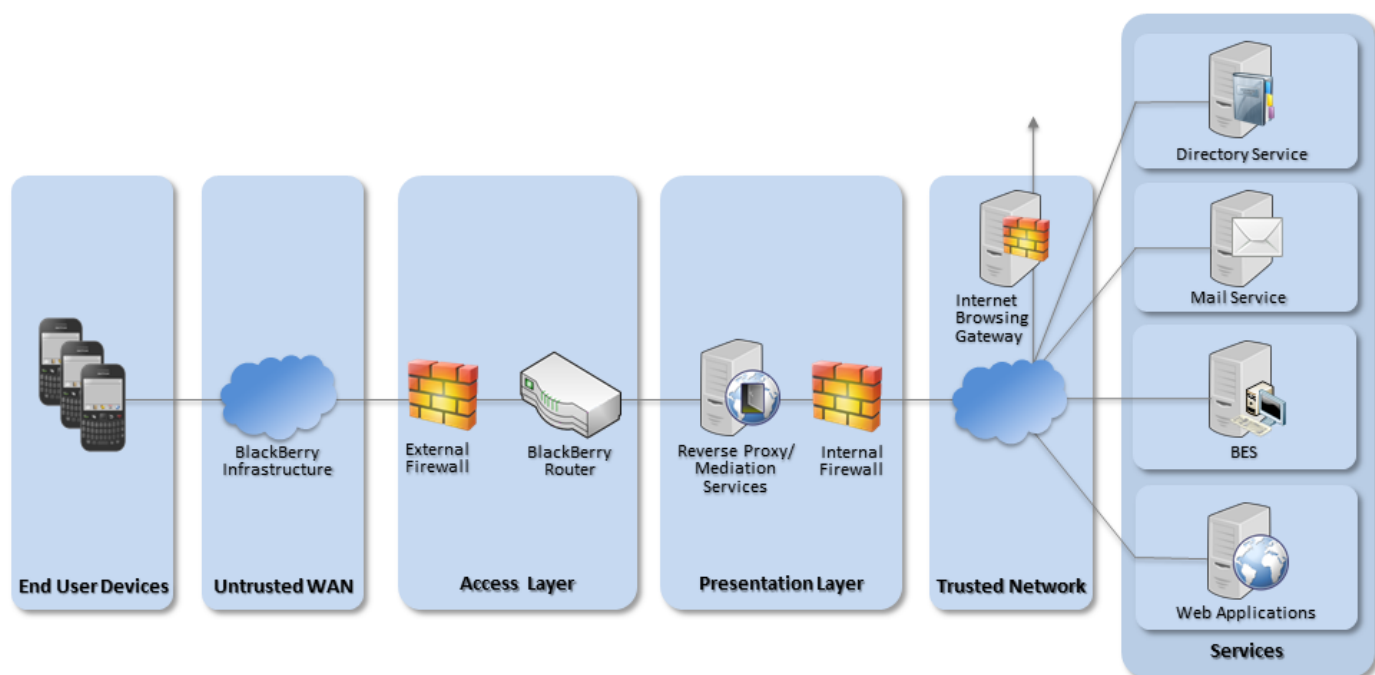 BlackBerry
Infrastructure
External
Firewall
BlackBerry
Router
Reverse Proxy/
Mediation
Services
Internal
Firewall
Internet
Browsing
Gateway
Directory Service
Mail Service
BES
Web Applications
End User Devices
Untrusted WAN
Access Layer
Presentation Layer
Trusted Network
Services